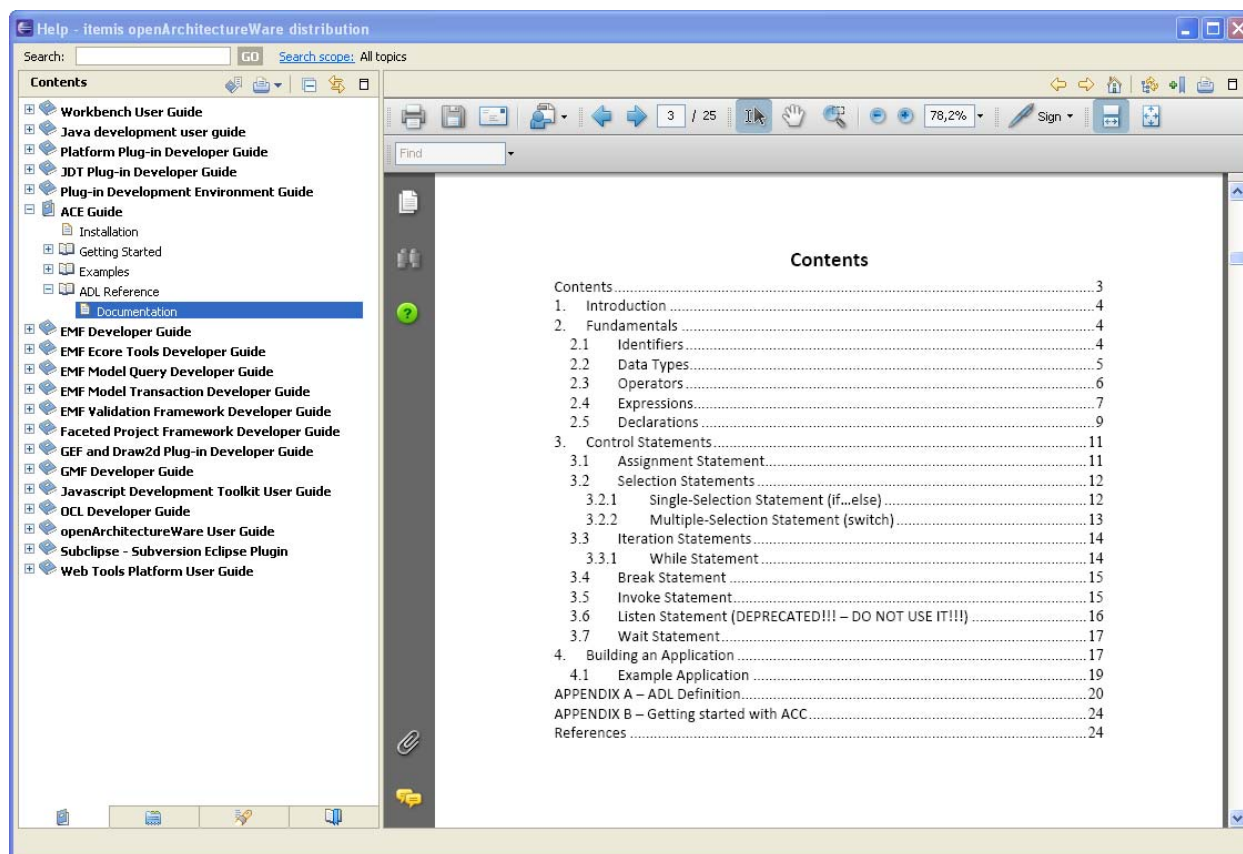 Help - itemis openArchitectureWare distribution
Search: GO Search scope: All topics
Contents
Workbench User Guide
Java development user guide
Platform Plug-in Developer Guide
JDT Plug-in Developer Guide
Plug-in Development Environment Guide
ACE Guide
Installation
Getting Started
Examples
ADL Reference
Documentation
EMF Developer Guide
EMF Ecore Tools Developer Guide
EMF Model Query Developer Guide
EMF Model Transaction Developer Guide
EMF Validation Framework Developer Guide
Faceted Project Framework Developer Guide
GEF and Draw2d Plug-in Developer Guide
GMF Developer Guide
Javascript Development Toolkit User Guide
OCL Developer Guide
openArchitectureWare User Guide
Subclipse - Subversion Eclipse Plugin
Web Tools Platform User Guide
3 / 25 78,2% Sign
Find
Contents
Contents 3
1. Introduction 4
2. Fundamentals 4
2.1 Identifiers 4
2.2 Data Types 5
2.3 Operators 6
2.4 Expressions 7
2.5 Declarations 9
3. Control Statements 11
3.1 Assignment Statement 11
3.2 Selection Statements 12
3.2.1 Single-Selection Statement (if...else) 12
3.2.2 Multiple-Selection Statement (switch) 13
3.3 Iteration Statements 14
3.3.1 While Statement 14
3.4 Break Statement 15
3.5 Invoke Statement 15
3.6 Listen Statement (DEPRECATED!!! – DO NOT USE IT!!!) 16
3.7 Wait Statement 17
4. Building an Application 17
4.1 Example Application 19
APPENDIX A – ADL Definition 20
APPENDIX B – Getting started with ACC 24
References 24